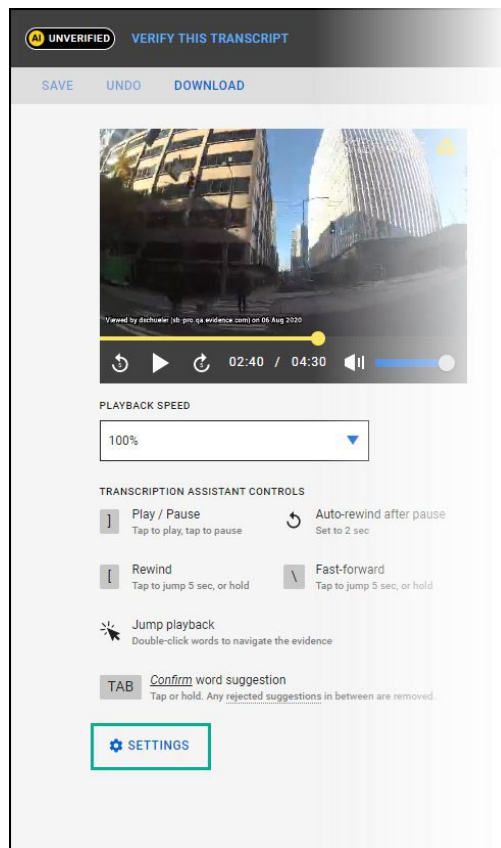 AI UNVERIFIED VERIFY THIS TRANSCRIPT
SAVE UNDO DOWNLOAD
Viewed by dschueler (sb-pro.qa.evidence.com) on 06 Aug 2020
5 5 02:40 / 04:30
PLAYBACK SPEED
100%
TRANSCRIPTION ASSISTANT CONTROLS
] Play / Pause Auto-rewind after pause
Tap to play, tap to pause Set to 2 sec
[ Rewind \ Fast-forward
Tap to jump 5 sec, or hold Tap to jump 5 sec, or hold
Jump playback
Double-click words to navigate the evidence
TAB Confirm word suggestion
Tap or hold. Any rejected suggestions in between are removed.
SETTINGS